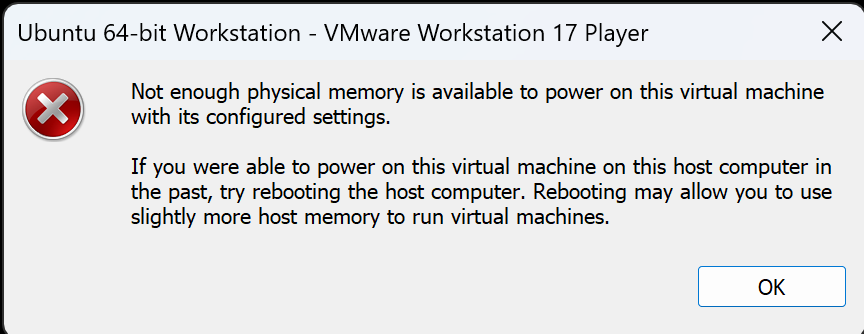 Ubuntu 64-bit Workstation - VMware Workstation 17 Player
Not enough physical memory is available to power on this virtual machine
with its configured settings.
If you were able to power on this virtual machine on this host computer in
the past, try rebooting the host computer. Rebooting may allow you to use
slightly more host memory to run virtual machines.
OK